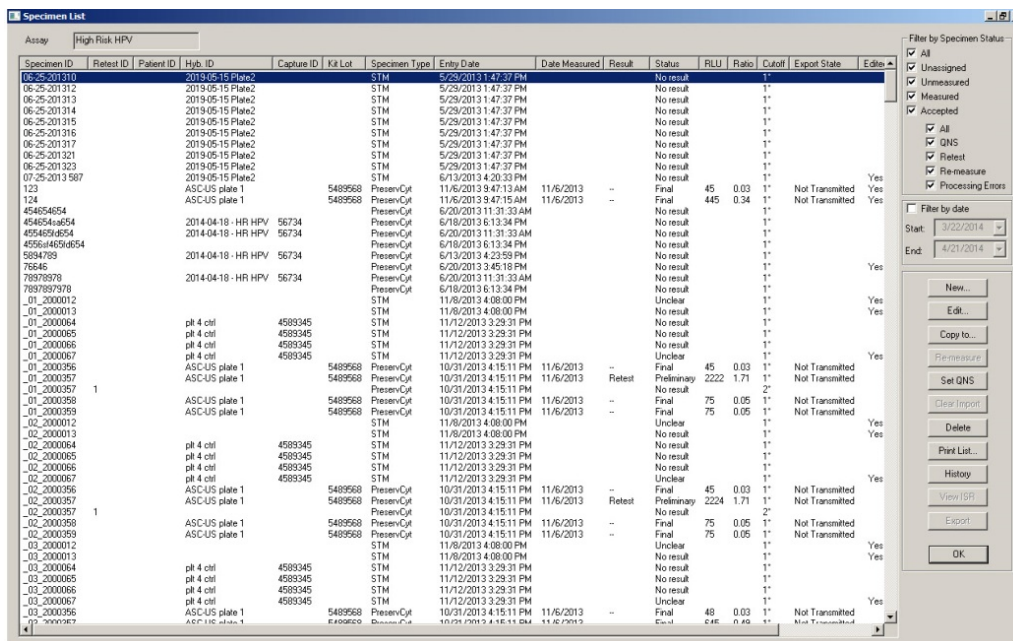 Specimen List
Assay High Risk HPV
Specimen ID Retest ID Patient ID Hyb. ID Capture ID Kit Lot Specimen Type Entry Date Date Measured Result Status RLU Ratio Cutoff Export State Edited
06-25-201310 2019-05-15 Plate2 STM 5/29/2013 1:47:37 PM No result 1°
06-25-201312 2019-05-15 Plate2 STM 5/29/2013 1:47:37 PM No result 1°
06-25-201313 2019-05-15 Plate2 STM 5/29/2013 1:47:37 PM No result 1°
06-25-201314 2019-05-15 Plate2 STM 5/29/2013 1:47:37 PM No result 1°
06-25-201315 2019-05-15 Plate2 STM 5/29/2013 1:47:37 PM No result 1°
06-25-201316 2019-05-15 Plate2 STM 5/29/2013 1:47:37 PM No result 1°
06-25-201317 2019-05-15 Plate2 STM 5/29/2013 1:47:37 PM No result 1°
06-25-201321 2019-05-15 Plate2 STM 5/29/2013 1:47:37 PM No result 1°
06-25-201323 2019-05-15 Plate2 STM 5/29/2013 1:47:37 PM No result 1°
07-25-2013 587 2019-05-15 Plate2 STM 6/13/2013 4:20:33 PM No result 1° Yes
123 ASC-US plate 1 5489568 PreservCyt 11/6/2013 9:47:13 AM 11/6/2013 -- Final 45 0.03 1° Not Transmitted Yes
124 ASC-US plate 1 5489568 PreservCyt 11/6/2013 9:47:15 AM 11/6/2013 -- Final 445 0.34 1° Not Transmitted Yes
454654654 PreservCyt 6/20/2013 11:31:33 AM No result 1°
454654sa654 2014-04-18 - HR HPV 56734 PreservCyt 6/18/2013 6:13:34 PM No result 1°
455465fd654 2014-04-18 - HR HPV 56734 PreservCyt 6/20/2013 11:31:33 AM No result 1°
4556sf465fd654 PreservCyt 6/18/2013 6:13:34 PM No result 1°
5894789 2014-04-18 - HR HPV 56734 PreservCyt 6/13/2013 4:23:59 PM No result 1°
76646 PreservCyt 6/20/2013 3:45:18 PM No result 1° Yes
78978978 2014-04-18 - HR HPV 56734 PreservCyt 6/20/2013 11:31:33 AM No result 1°
7897897978 PreservCyt 6/18/2013 6:13:34 PM No result 1°
_01_2000012 STM 11/8/2013 4:08:00 PM Unclear 1° Yes
_01_2000013 STM 11/8/2013 4:08:00 PM No result 1° Yes
_01_2000064 plt 4 ctrl 4589345 STM 11/12/2013 3:29:31 PM No result 1°
_01_2000065 plt 4 ctrl 4589345 STM 11/12/2013 3:29:31 PM No result 1°
_01_2000066 plt 4 ctrl 4589345 STM 11/12/2013 3:29:31 PM No result 1°
_01_2000067 plt 4 ctrl 4589345 STM 11/12/2013 3:29:31 PM Unclear 1° Yes
_01_2000356 ASC-US plate 1 5489568 PreservCyt 10/31/2013 4:15:11 PM 11/6/2013 -- Final 45 0.03 1° Not Transmitted
_01_2000357 ASC-US plate 1 5489568 PreservCyt 10/31/2013 4:15:11 PM 11/6/2013 Retest Preliminary 2222 1.71 1° Not Transmitted
_01_2000357 1 PreservCyt 10/31/2013 4:15:11 PM No result 2°
_01_2000358 ASC-US plate 1 5489568 PreservCyt 10/31/2013 4:15:11 PM 11/6/2013 -- Final 75 0.05 1° Not Transmitted
_01_2000359 ASC-US plate 1 5489568 PreservCyt 10/31/2013 4:15:11 PM 11/6/2013 -- Final 75 0.05 1° Not Transmitted
_02_2000012 STM 11/8/2013 4:08:00 PM Unclear 1° Yes
_02_2000013 STM 11/8/2013 4:08:00 PM No result 1° Yes
_02_2000064 plt 4 ctrl 4589345 STM 11/12/2013 3:29:31 PM No result 1°
_02_2000065 plt 4 ctrl 4589345 STM 11/12/2013 3:29:31 PM No result 1°
_02_2000066 plt 4 ctrl 4589345 STM 11/12/2013 3:29:31 PM No result 1°
_02_2000067 plt 4 ctrl 4589345 STM 11/12/2013 3:29:31 PM Unclear 1° Yes
_02_2000356 ASC-US plate 1 5489568 PreservCyt 10/31/2013 4:15:11 PM 11/6/2013 -- Final 45 0.03 1° Not Transmitted
_02_2000357 ASC-US plate 1 5489568 PreservCyt 10/31/2013 4:15:11 PM 11/6/2013 Retest Preliminary 2224 1.71 1° Not Transmitted
_02_2000357 1 PreservCyt 10/31/2013 4:15:11 PM No result 2°
_02_2000358 ASC-US plate 1 5489568 PreservCyt 10/31/2013 4:15:11 PM 11/6/2013 -- Final 75 0.05 1° Not Transmitted
_02_2000359 ASC-US plate 1 5489568 PreservCyt 10/31/2013 4:15:11 PM 11/6/2013 -- Final 75 0.05 1° Not Transmitted
_03_2000012 STM 11/8/2013 4:08:00 PM Unclear 1° Yes
_03_2000013 STM 11/8/2013 4:08:00 PM No result 1° Yes
_03_2000064 plt 4 ctrl 4589345 STM 11/12/2013 3:29:31 PM No result 1°
_03_2000065 plt 4 ctrl 4589345 STM 11/12/2013 3:29:31 PM No result 1°
_03_2000066 plt 4 ctrl 4589345 STM 11/12/2013 3:29:31 PM No result 1°
_03_2000067 plt 4 ctrl 4589345 STM 11/12/2013 3:29:31 PM Unclear 1° Yes
_03_2000356 ASC-US plate 1 5489568 PreservCyt 10/31/2013 4:15:11 PM 11/6/2013 -- Final 48 0.03 1° Not Transmitted
Filter by Specimen Status
All
Unassigned
Unmeasured
Measured
Accepted
All
QNS
Retest
Re-measure
Processing Errors
Filter by date
Start: 3/22/2014
End: 4/21/2014
New...
Edit...
Copy to...
Re-measure
Set QNS
Clear Import
Delete
Print List...
History
View ISR
Export
OK